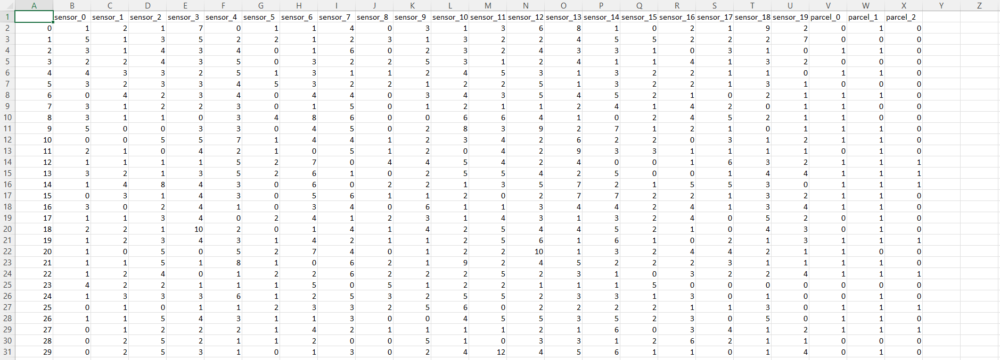 A B C D E F G H I J K L M N O P Q R S T U V W X Y Z
1 sensor_0 sensor_1 sensor_2 sensor_3 sensor_4 sensor_5 sensor_6 sensor_7 sensor_8 sensor_9 sensor_10 sensor_11 sensor_12 sensor_13 sensor_14 sensor_15 sensor_16 sensor_17 sensor_18 sensor_19 parcel_0 parcel_1 parcel_2
2 0 1 2 1 7 0 1 1 4 0 3 1 3 6 8 1 0 2 1 9 2 0 1 0
3 1 5 1 3 5 2 2 1 2 3 1 3 2 2 4 5 5 2 2 2 7 0 0 0
4 2 3 1 4 3 4 0 1 6 0 2 3 2 4 3 3 1 0 3 1 0 1 1 0
5 3 2 2 4 3 5 0 3 2 2 5 3 1 2 4 1 1 4 1 3 2 0 0 0
6 4 4 3 3 2 5 1 3 1 1 2 4 5 3 1 3 2 2 1 1 0 1 1 0
7 5 3 2 3 3 4 5 3 2 2 1 2 2 5 1 3 2 2 1 3 1 0 0 0
8 6 0 4 2 3 4 0 4 4 0 3 4 3 5 4 5 2 1 0 2 1 1 1 0
9 7 3 1 2 2 3 0 1 5 0 1 2 1 1 2 4 1 4 2 0 1 1 0 0
10 8 3 1 1 0 3 4 8 6 0 0 6 6 4 1 0 2 4 5 2 1 1 0 0
11 9 5 0 0 3 3 0 4 5 0 2 8 3 9 2 7 1 2 1 0 1 1 1 0
12 10 0 0 5 5 7 1 4 4 1 2 3 4 2 6 2 2 0 3 1 2 1 1 0
13 11 2 1 0 4 2 1 0 5 1 2 0 4 2 9 3 3 1 1 1 1 0 1 0
14 12 1 1 1 1 5 2 7 0 4 4 5 4 2 4 0 0 1 6 3 2 1 1 1
15 13 3 2 1 3 5 2 6 1 0 2 5 5 4 2 5 0 0 1 4 4 1 1 1
16 14 1 4 8 4 3 0 6 0 2 2 1 3 5 7 2 1 5 5 3 0 1 1 1
17 15 0 3 1 4 3 0 5 6 1 1 2 0 2 7 7 2 2 1 3 2 1 1 0
18 16 3 0 2 4 1 0 3 4 0 6 1 1 3 4 4 2 4 1 3 4 1 1 0
19 17 1 1 3 4 0 2 4 1 2 3 1 4 3 1 3 2 4 0 5 2 0 1 0
20 18 2 2 1 10 2 0 1 4 1 4 2 5 4 4 5 2 1 0 4 3 0 1 0
21 19 1 2 3 4 3 1 4 2 1 1 2 5 6 1 6 1 0 2 1 3 1 1 1
22 20 1 0 5 0 5 2 7 4 0 1 2 2 10 1 3 2 4 4 2 1 1 0 0
23 21 1 1 5 1 8 1 0 6 2 1 9 2 4 5 2 2 2 3 1 1 1 1 0
24 22 1 2 4 0 1 2 2 6 2 2 2 5 2 3 1 0 3 2 2 4 1 1 1
25 23 4 2 2 1 1 1 5 0 5 1 2 2 1 1 1 5 0 0 0 0 0 0 0
26 24 1 3 3 3 6 1 2 5 3 2 5 5 2 3 3 1 3 0 1 0 0 1 0
27 25 0 1 0 1 1 2 3 3 2 5 6 0 2 2 2 2 1 1 3 0 1 1 1
28 26 1 1 5 4 3 1 1 3 0 0 4 5 5 3 5 2 3 0 5 0 1 1 0
29 27 0 1 2 2 2 1 4 2 1 1 1 1 2 1 6 0 3 4 1 2 1 1 1
30 28 0 2 5 2 1 1 2 0 0 5 1 0 3 3 1 2 6 2 1 1 0 0 0
31 29 0 2 5 3 1 0 1 3 0 2 4 12 4 5 6 1 1 0 1 4 0 1 0